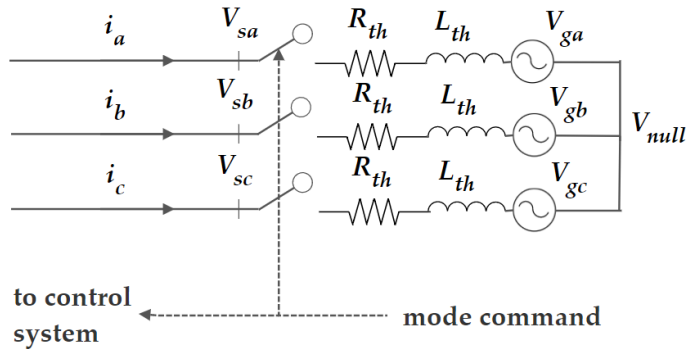 i_a V_sa R_th L_th V_ga
i_b V_sb R_th L_th V_gb
V_null
i_c V_sc R_th L_th V_gc
to control
system
mode command